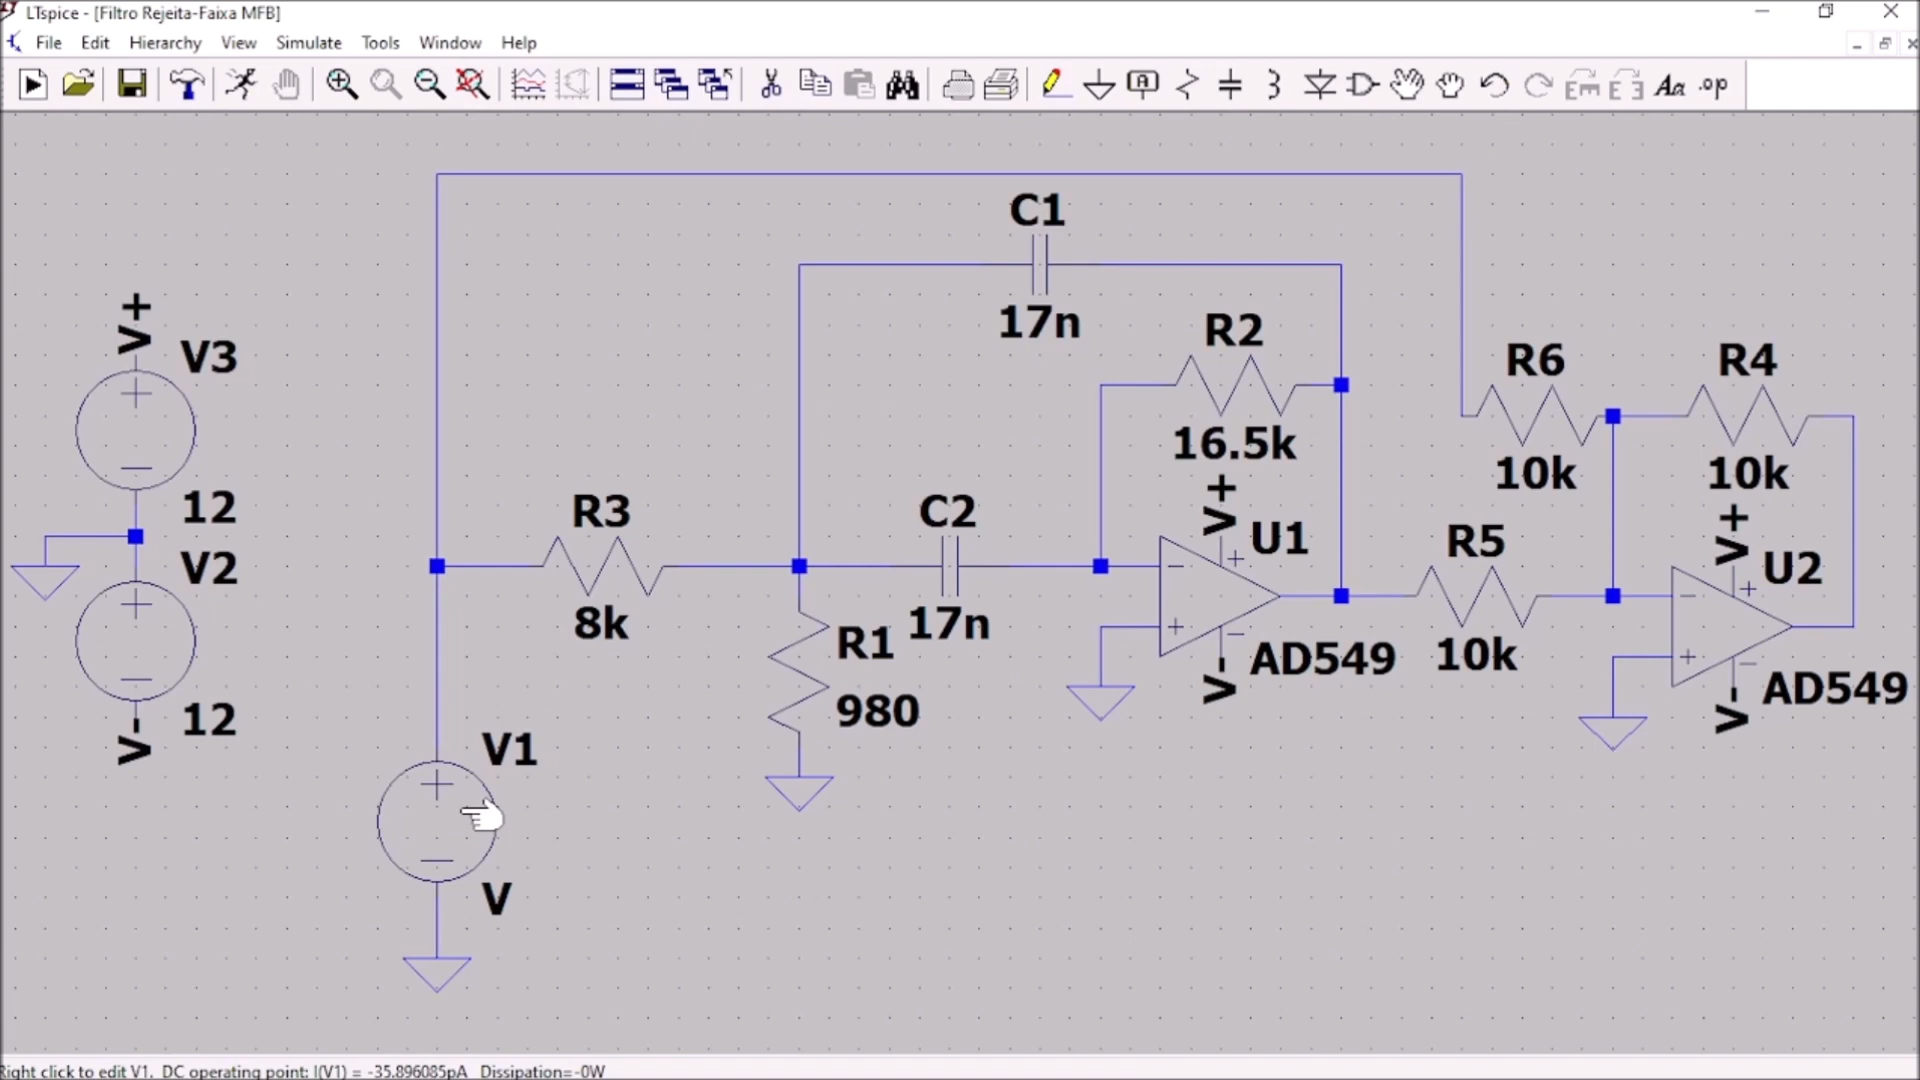 LTspice - [Filtro Rejeita-Faixa MFB]
File Edit Hierarchy View Simulate Tools Window Help
A
Aa .op
C1
17n
V+
V3
12
V2
12
V-
R2
16.5k
R6
10k
R4
10k
R3
8k
C2
17n
V+
U1
AD549
V-
R5
10k
V+
U2
AD549
V-
R1
980
V1
V
Right click to edit V1. DC operating point: I(V1) = -35.896085pA Dissipation=-0W